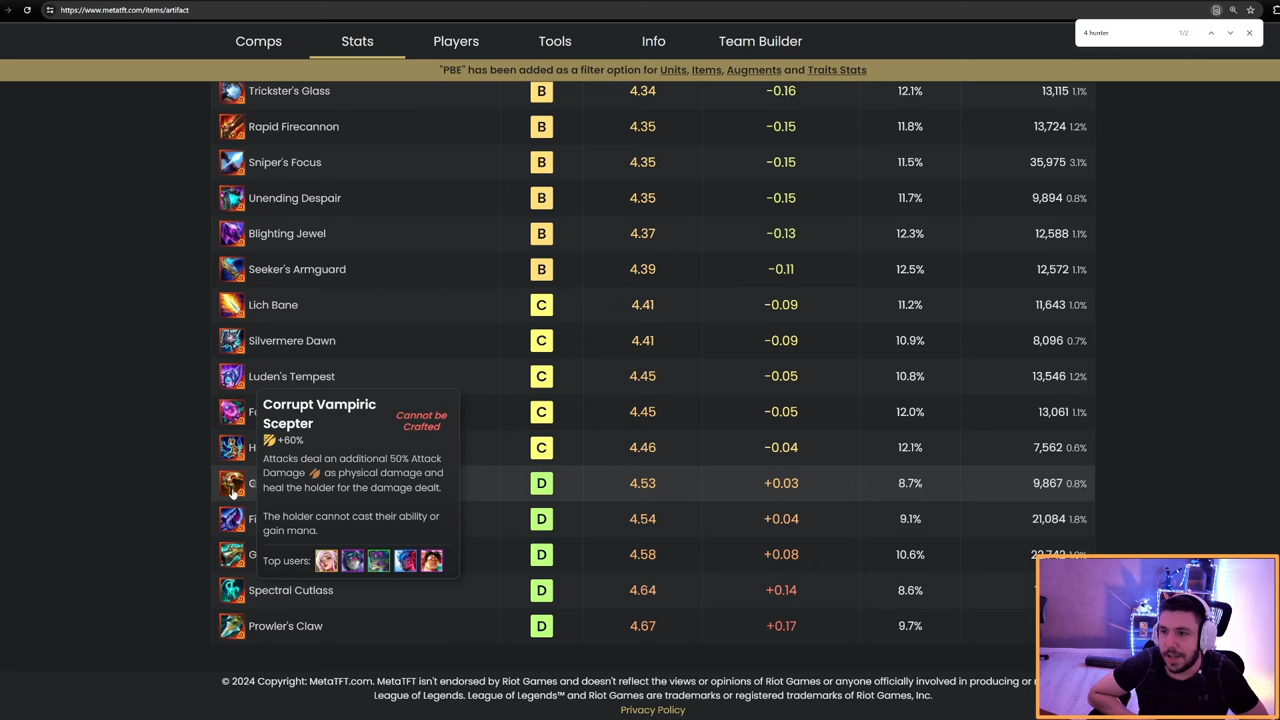 https://www.metatft.com/items/artifact
4 hunter 1/2
Comps Stats Players Tools Info Team Builder
"PBE" has been added as a filter option for Units, Items, Augments and Traits Stats
Trickster's Glass B 4.34 -0.16 12.1% 13,115 1.1%
Rapid Firecannon B 4.35 -0.15 11.8% 13,724 1.2%
Sniper's Focus B 4.35 -0.15 11.5% 35,975 3.1%
Unending Despair B 4.35 -0.15 11.7% 9,894 0.8%
Blighting Jewel B 4.37 -0.13 12.3% 12,588 1.1%
Seeker's Armguard B 4.39 -0.11 12.5% 12,572 1.1%
Lich Bane C 4.41 -0.09 11.2% 11,643 1.0%
Silvermere Dawn C 4.41 -0.09 10.9% 8,096 0.7%
Luden's Tempest C 4.45 -0.05 10.8% 13,546 1.2%
C 4.45 -0.05 12.0% 13,061 1.1%
C 4.46 -0.04 12.1% 7,562 0.6%
D 4.53 +0.03 8.7% 9,867 0.8%
D 4.54 +0.04 9.1% 21,084 1.8%
D 4.58 +0.08 10.6%
Spectral Cutlass D 4.64 +0.14 8.6%
Prowler's Claw D 4.67 +0.17 9.7%
Corrupt Vampiric
Scepter
Cannot be
Crafted
+60%
Attacks deal an additional 50% Attack
Damage as physical damage and
heal the holder for the damage dealt.
The holder cannot cast their ability or
gain mana.
Top users:
© 2024 Copyright: MetaTFT.com. MetaTFT isn't endorsed by Riot Games and doesn't reflect the views or opinions of Riot Games or anyone officially involved in producing or
League of Legends. League of Legends™ and Riot Games are trademarks or registered trademarks of Riot Games, Inc.
Privacy Policy